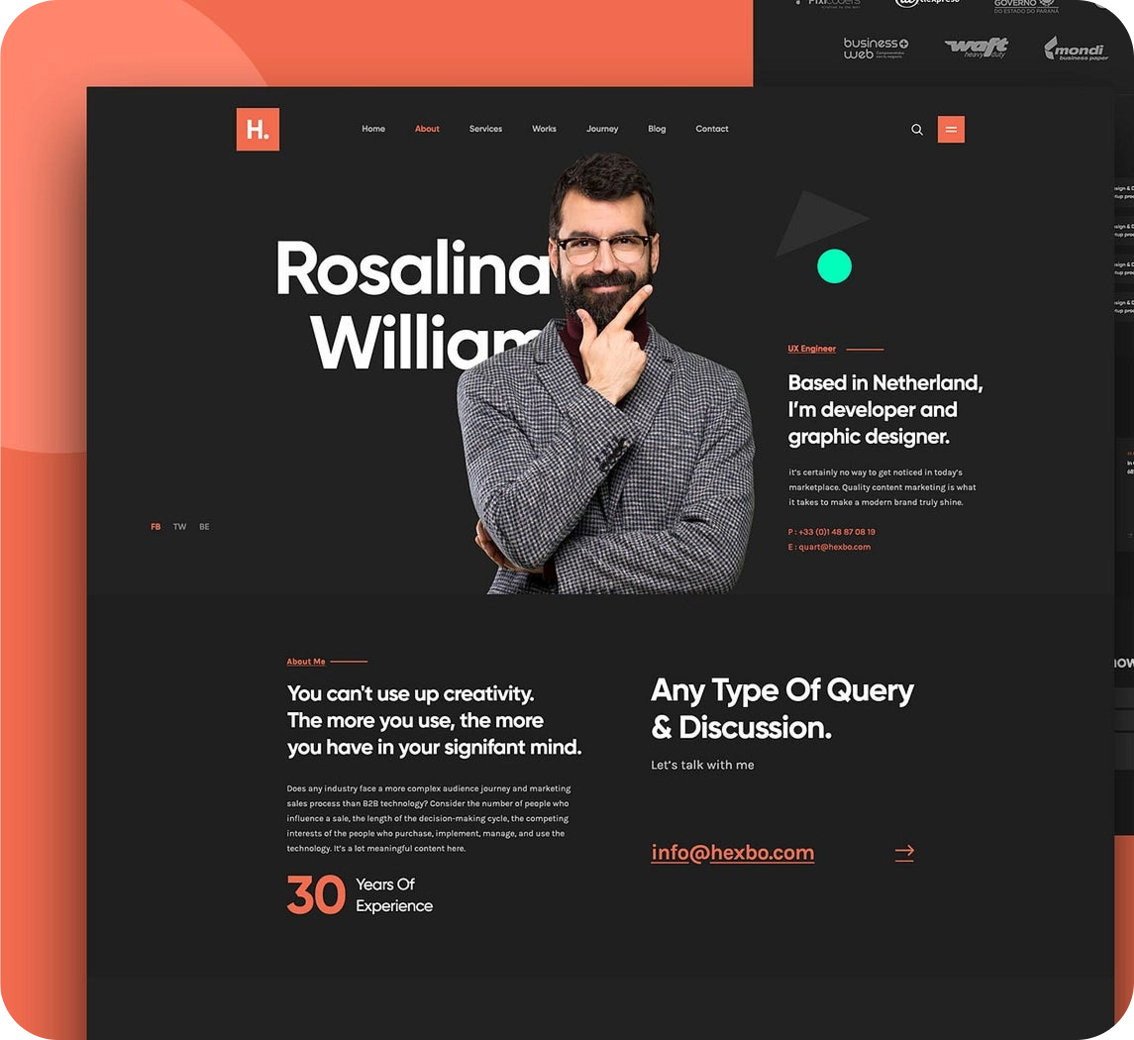 business+
web
waft
heavy duty
mondi
business paper
GOVERNO
DO ESTADO DO PARANÁ
H.
Home About Services Works Journey Blog Contact
Rosalina
William
UX Engineer
Based in Netherland,
I'm developer and
graphic designer.
it's certainly no way to get noticed in today's
marketplace. Quality content marketing is what
it takes to make a modern brand truly shine.
P : +33 (0)1 48 87 08 19
E : quart@hexbo.com
FB TW BE
About Me
You can't use up creativity.
The more you use, the more
you have in your signifant mind.
Does any industry face a more complex audience journey and marketing
sales process than B2B technology? Consider the number of people who
influence a sale, the length of the decision-making cycle, the competing
interests of the people who purchase, implement, manage, and use the
technology. It's a lot meaningful content here.
30 Years Of
Experience
Any Type Of Query
& Discussion.
Let's talk with me
info@hexbo.com